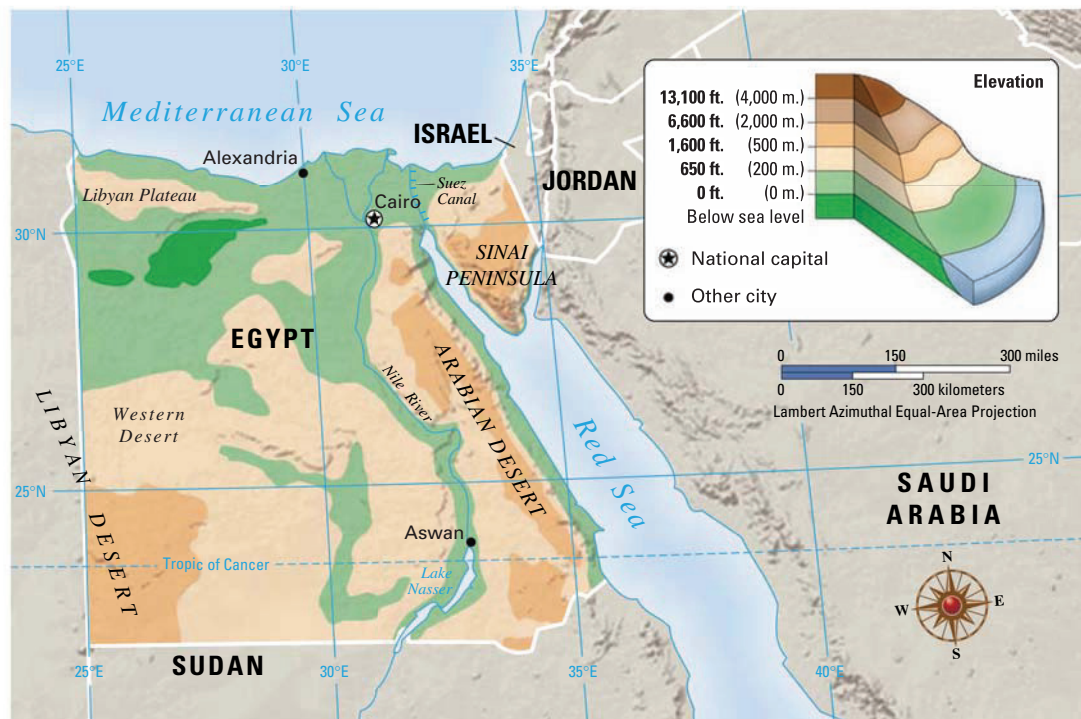 25°E
30°E
35°E
Mediterranean Sea
ISRAEL
Alexandria
Suez
Canal
JORDAN
Libyan Plateau
Cairo
30°N
SINAI
PENINSULA
EGYPT
Nile River
ARABIAN DESERT
Western
Desert
LIBYAN DESERT
Red Sea
25°N
25°N
SAUDI
ARABIA
Aswan
Tropic of Cancer
Lake
Nasser
SUDAN
25°E
30°E
35°E
40°E
Elevation
13,100 ft. (4,000 m.)
6,600 ft. (2,000 m.)
1,600 ft. (500 m.)
650 ft. (200 m.)
0 ft. (0 m.)
Below sea level
National capital
Other city
0 150 300 miles
0 150 300 kilometers
Lambert Azimuthal Equal-Area Projection
N
W E
S